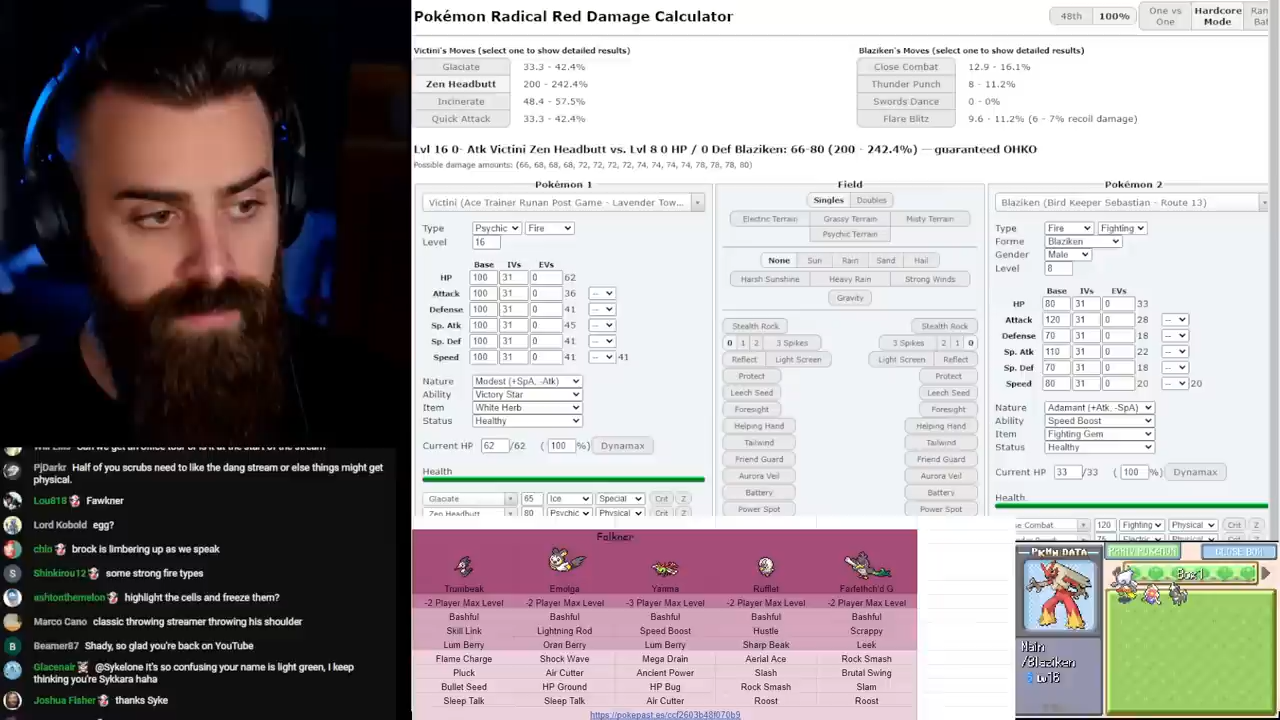 Pokémon Radical Red Damage Calculator
48th 100% One vs One Hardcore Mode
Victini's Moves (select one to show detailed results)
Glaciate 33.3 - 42.4%
Zen Headbutt 200 - 242.4%
Incinerate 48.4 - 57.5%
Quick Attack 33.3 - 42.4%
Blaziken's Moves (select one to show detailed results)
Close Combat 12.9 - 16.1%
Thunder Punch 8 - 11.2%
Swords Dance 0 - 0%
Flare Blitz 9.6 - 11.2% (6 - 7% recoil damage)
Lvl 16 0- Atk Victini Zen Headbutt vs. Lvl 8 0 HP / 0 Def Blaziken: 66-80 (200 - 242.4%) — guaranteed OHKO
Possible damage amounts: (66, 68, 68, 68, 72, 72, 72, 72, 74, 74, 74, 74, 78, 78, 78, 80)
Pokémon 1
Victini (Ace Trainer Runan Post Game - Lavender Tow...
Type Psychic Fire
Level 16
Base IVs EVs
HP 100 31 0 62
Attack 100 31 0 36 --
Defense 100 31 0 41 --
Sp. Atk 100 31 0 45 --
Sp. Def 100 31 0 41 --
Speed 100 31 0 41 -- 41
Nature Modest (+SpA, -Atk)
Ability Victory Star
Item White Herb
Status Healthy
Current HP 62 /62 ( 100 %) Dynamax
Health
Glaciate 65 Ice Special Crit Z
Zen Headbutt 80 Psychic Physical Crit Z
Field
Singles Doubles
Electric Terrain Grassy Terrain Misty Terrain
Psychic Terrain
None Sun Rain Sand Hail
Harsh Sunshine Heavy Rain Strong Winds
Gravity
Stealth Rock Stealth Rock
0 1 2 3 Spikes 3 Spikes 2 1 0
Reflect Light Screen Light Screen Reflect
Protect Protect
Leech Seed Leech Seed
Foresight Foresight
Helping Hand Helping Hand
Tailwind Tailwind
Friend Guard Friend Guard
Aurora Veil Aurora Veil
Battery Battery
Power Spot Power Spot
Pokémon 2
Blaziken (Bird Keeper Sebastian - Route 13)
Type Fire Fighting
Forme Blaziken
Gender Male
Level 8
Base IVs EVs
HP 80 31 0 33
Attack 120 31 0 28 --
Defense 70 31 0 18 --
Sp. Atk 110 31 0 22 --
Sp. Def 70 31 0 18 --
Speed 80 31 0 20 -- 20
Nature Adamant (+Atk, -SpA)
Ability Speed Boost
Item Fighting Gem
Status Healthy
Current HP 33 /33 ( 100 %) Dynamax
Health
Combat 120 Fighting Physical Crit Z
PjDarkr Half of you scrubs need to like the dang stream or else things might get
physical.
Lou818 Fawkner
Lord Kobold egg?
chio brock is limbering up as we speak
Shinkirou12 some strong fire types
ashtonthemelon highlight the cells and freeze them?
Marco Cano classic throwing streamer throwing his shoulder
Beamer87 Shady, so glad you're back on YouTube
Glacenair @Sykelone It's so confusing your name is light green, I keep
thinking you're Sykkara haha
Joshua Fisher thanks Syke
Falkner
Trumbeak Emolga Yanma Rufflet Farfetch'd G
-2 Player Max Level -2 Player Max Level -3 Player Max Level -2 Player Max Level -2 Player Max Level
Bashful Bashful Bashful Bashful Bashful
Skill Link Lightning Rod Speed Boost Hustle Scrappy
Lum Berry Oran Berry Lum Berry Sharp Beak Leek
Flame Charge Shock Wave Mega Drain Aerial Ace Rock Smash
Pluck Air Cutter Ancient Power Slash Brutal Swing
Bullet Seed HP Ground HP Bug Rock Smash Slam
Sleep Talk Sleep Talk Air Cutter Roost Roost
https://pokepast.es/ccf2603b48f070b9
PKMN DATA PARTY POKéMON CLOSE BOX
Box1
/Blaziken